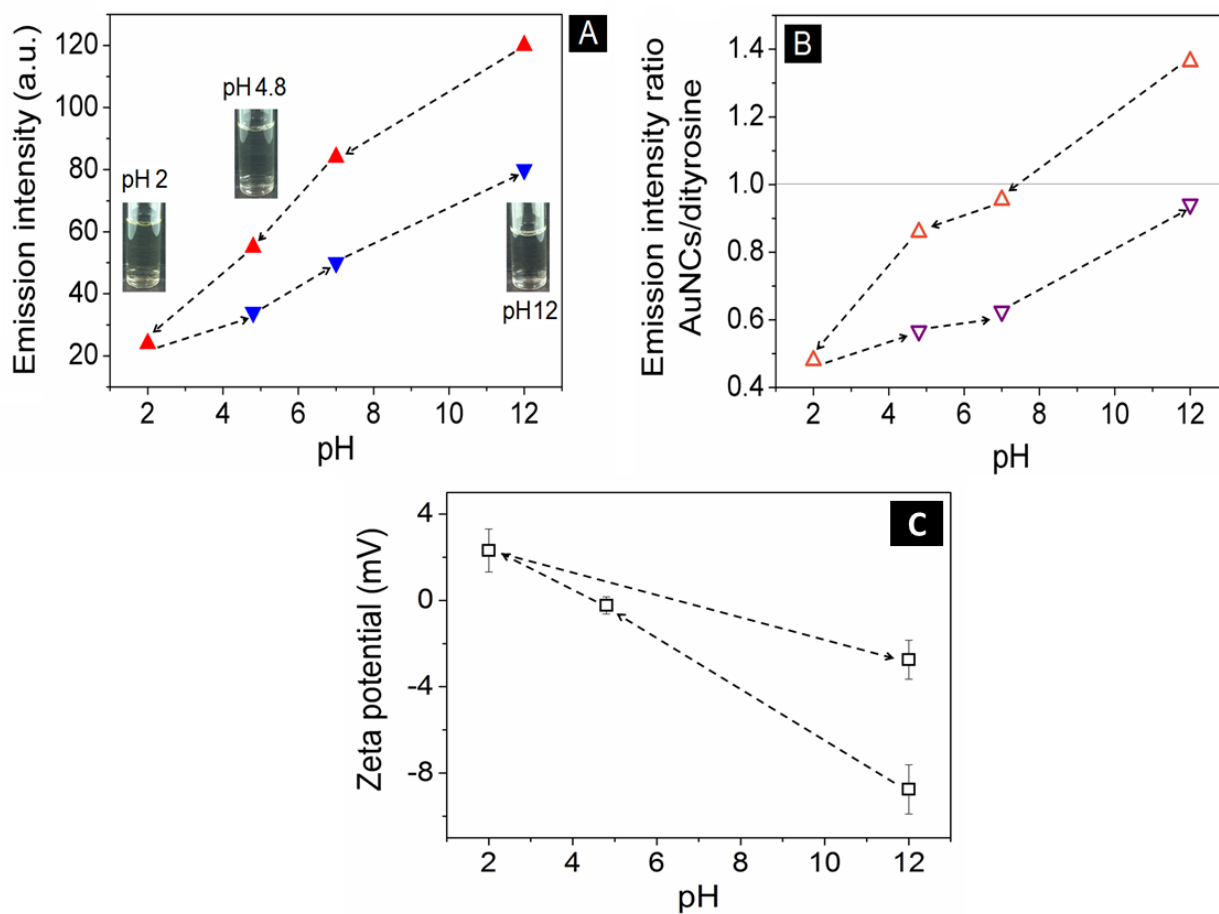 A
Emission intensity (a.u.)
120
100
80
60
40
20
pH 4.8
pH 2
pH12
2
4
6
8
10
12
pH
B
Emission intensity ratio
AuNCs/dityrosine
1.4
1.2
1.0
0.8
0.6
0.4
2
4
6
8
10
12
pH
C
Zeta potential (mV)
4
0
-4
-8
2
4
6
8
10
12
pH